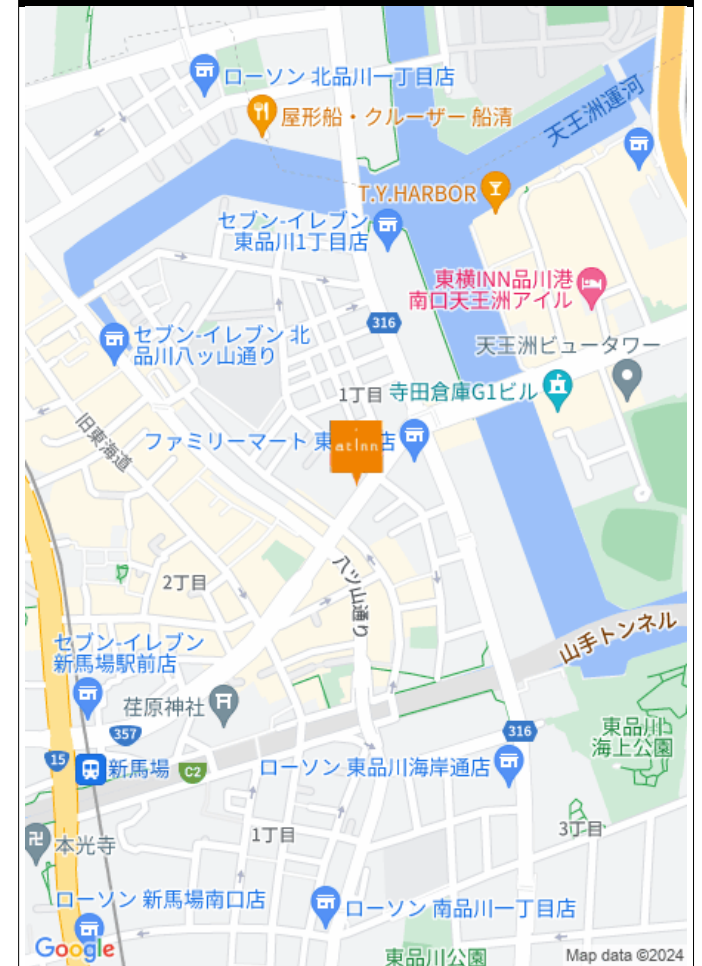 ローソン 北品川一丁目店
屋形船・クルーザー 船清
天王洲運河
T.Y.HARBOR
セブン-イレブン
東品川1丁目店
東横INN品川港
南口天王洲アイル
316
セブン-イレブン 北
品川八ッ山通り
天王洲ビュータワー
1丁目
寺田倉庫G1ビル
旧東海道
ファミリーマート 東
店
at Inn
八ツ山通り
2丁目
山手トンネル
セブン-イレブン
新馬場駅前店
荏原神社
357
316
東品川
海上公園
15
新馬場
C2
ローソン 東品川海岸通店
1丁目
3丁目
卍
本光寺
ローソン 新馬場南口店
ローソン 南品川一丁目店
Google
東品川公園
Map data ©2024